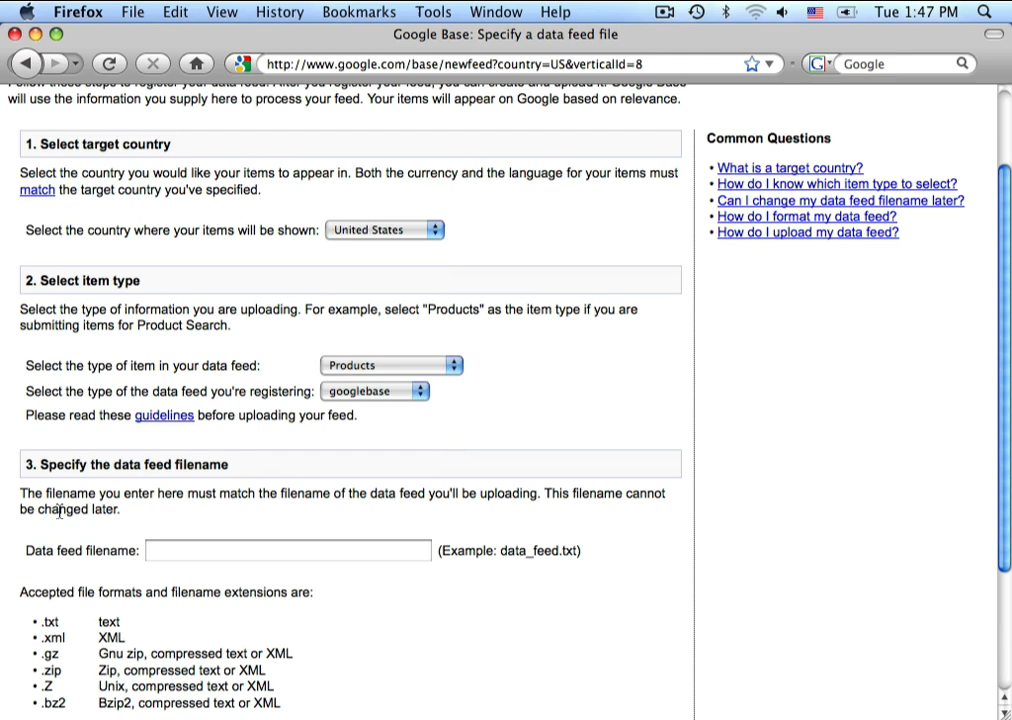 Firefox File Edit View History Bookmarks Tools Window Help Tue 1:47 PM
Google Base: Specify a data feed file
http://www.google.com/base/newfeed?country=US&verticalId=8 Google
will use the information you supply here to process your feed. Your items will appear on Google based on relevance.
1. Select target country
Select the country you would like your items to appear in. Both the currency and the language for your items must
match the target country you've specified.
Select the country where your items will be shown: United States
2. Select item type
Select the type of information you are uploading. For example, select "Products" as the item type if you are
submitting items for Product Search.
Select the type of item in your data feed: Products
Select the type of the data feed you're registering: googlebase
Please read these guidelines before uploading your feed.
3. Specify the data feed filename
The filename you enter here must match the filename of the data feed you'll be uploading. This filename cannot
be changed later.
Data feed filename: (Example: data_feed.txt)
Accepted file formats and filename extensions are:
• .txt text
• .xml XML
• .gz Gnu zip, compressed text or XML
• .zip Zip, compressed text or XML
• .Z Unix, compressed text or XML
• .bz2 Bzip2, compressed text or XML
Common Questions
• What is a target country?
• How do I know which item type to select?
• Can I change my data feed filename later?
• How do I format my data feed?
• How do I upload my data feed?